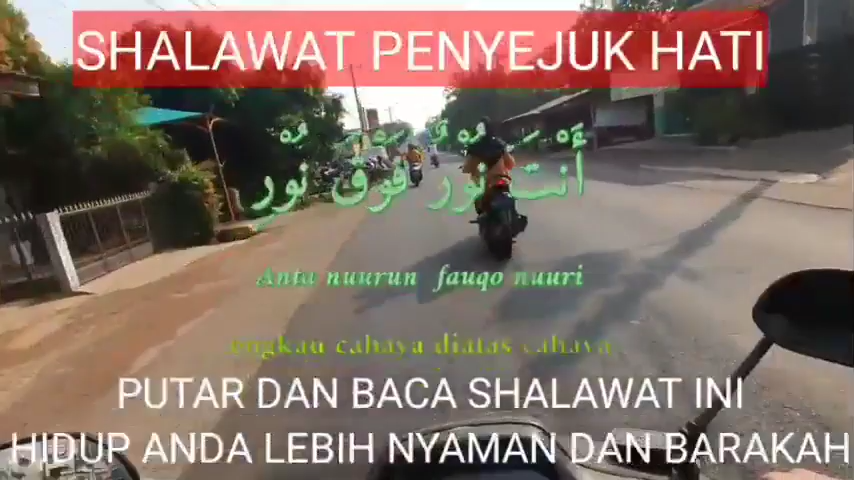 SHALAWAT PENYEJUK HATI
أَنْتَ نُوْرٌ فَوْقَ نُوْرٍ
Anta nuurun fauqo nuuri
engkau cahaya diatas cahaya
PUTAR DAN BACA SHALAWAT INI
HIDUP ANDA LEBIH NYAMAN DAN BARAKAH